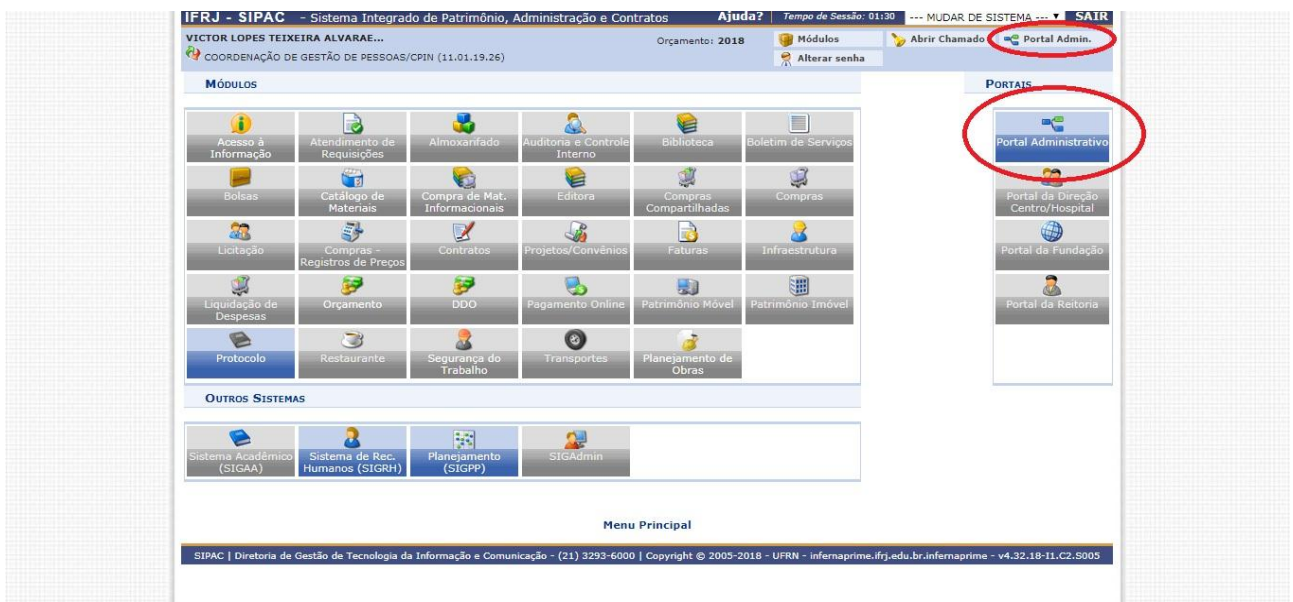 IFRJ - SIPAC - Sistema Integrado de Patrimônio, Administração e Contratos Ajuda? Tempo de Sessão: 01:30 --- MUDAR DE SISTEMA --- SAIR
VICTOR LOPES TEIXEIRA ALVARAE... Orçamento: 2018 Módulos Abrir Chamado Portal Admin.
COORDENAÇÃO DE GESTÃO DE PESSOAS/CPIN (11.01.19.26) Alterar senha
MÓDULOS PORTAIS
Acesso à Informação
Atendimento de Requisições
Almoxarifado
Auditoria e Controle Interno
Biblioteca
Boletim de Serviços
Portal Administrativo
Bolsas
Catálogo de Materiais
Compra de Mat. Informacionais
Editora
Compras Compartilhadas
Compras
Portal da Direção Centro/Hospital
Licitação
Compras - Registros de Preços
Contratos
Projetos/Convênios
Faturas
Infraestrutura
Portal da Fundação
Liquidação de Despesas
Orçamento
DDO
Pagamento Online
Patrimônio Móvel
Patrimônio Imóvel
Portal da Reitoria
Protocolo
Restaurante
Segurança do Trabalho
Transportes
Planejamento de Obras
OUTROS SISTEMAS
Sistema Acadêmico (SIGAA)
Sistema de Rec. Humanos (SIGRH)
Planejamento (SIGPP)
SIGAdmin
Menu Principal
SIPAC | Diretoria de Gestão de Tecnologia da Informação e Comunicação - (21) 3293-6000 | Copyright © 2005-2018 - UFRN - infernaprime.ifrj.edu.br.infernaprime - v4.32.18-I1.C2.S005